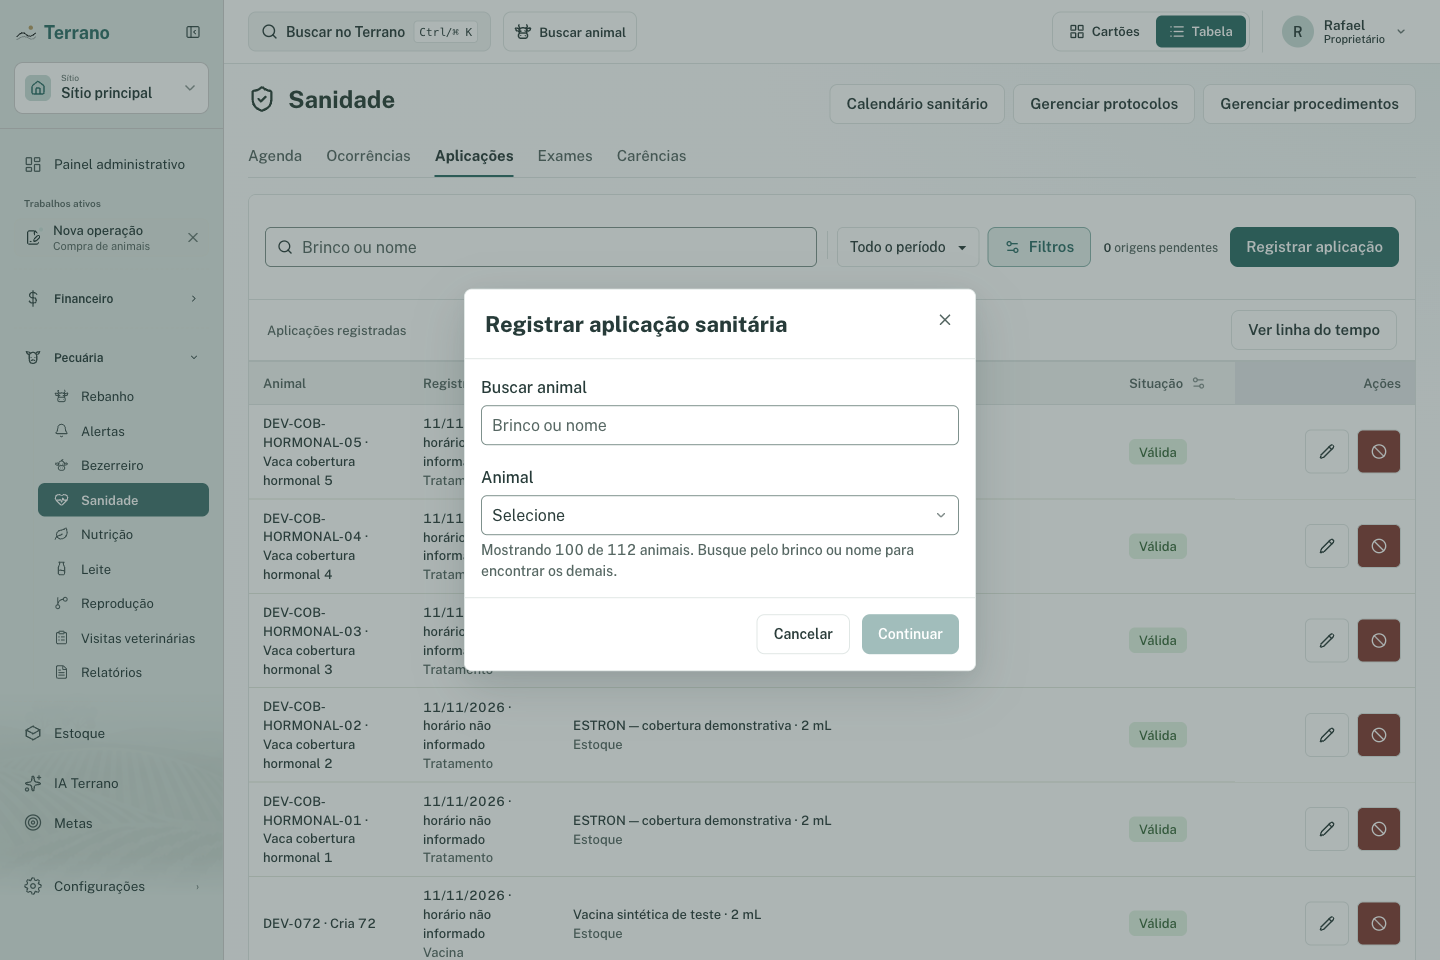 Terrano
Sítio
Sítio principal
Painel administrativo
Trabalhos ativos
Nova operação
Compra de animais
Financeiro
Pecuária
Rebanho
Alertas
Bezerreiro
Sanidade
Nutrição
Leite
Reprodução
Visitas veterinárias
Relatórios
Estoque
IA Terrano
Metas
Configurações
Buscar no Terrano Ctrl/⌘ K
Buscar animal
Cartões
Tabela
R
Rafael
Proprietário
Sanidade
Calendário sanitário
Gerenciar protocolos
Gerenciar procedimentos
Agenda
Ocorrências
Aplicações
Exames
Carências
Brinco ou nome
Todo o período
Filtros
0 origens pendentes
Registrar aplicação
Aplicações registradas
Ver linha do tempo
Animal
Situação
Ações
DEV-COB-
HORMONAL-05 ·
Vaca cobertura
hormonal 5
Válida
DEV-COB-
HORMONAL-04 ·
Vaca cobertura
hormonal 4
Válida
DEV-COB-
HORMONAL-03 ·
Vaca cobertura
hormonal 3
Válida
DEV-COB-
HORMONAL-02 ·
Vaca cobertura
hormonal 2
11/11/2026 ·
horário não
informado
Tratamento
ESTRON — cobertura demonstrativa · 2 mL
Estoque
Válida
DEV-COB-
HORMONAL-01 ·
Vaca cobertura
hormonal 1
11/11/2026 ·
horário não
informado
Tratamento
ESTRON — cobertura demonstrativa · 2 mL
Estoque
Válida
DEV-072 · Cria 72
11/11/2026 ·
horário não
informado
Vacina
Vacina sintética de teste · 2 mL
Estoque
Válida
Registrar aplicação sanitária
Buscar animal
Brinco ou nome
Animal
Selecione
Mostrando 100 de 112 animais. Busque pelo brinco ou nome para
encontrar os demais.
Cancelar
Continuar